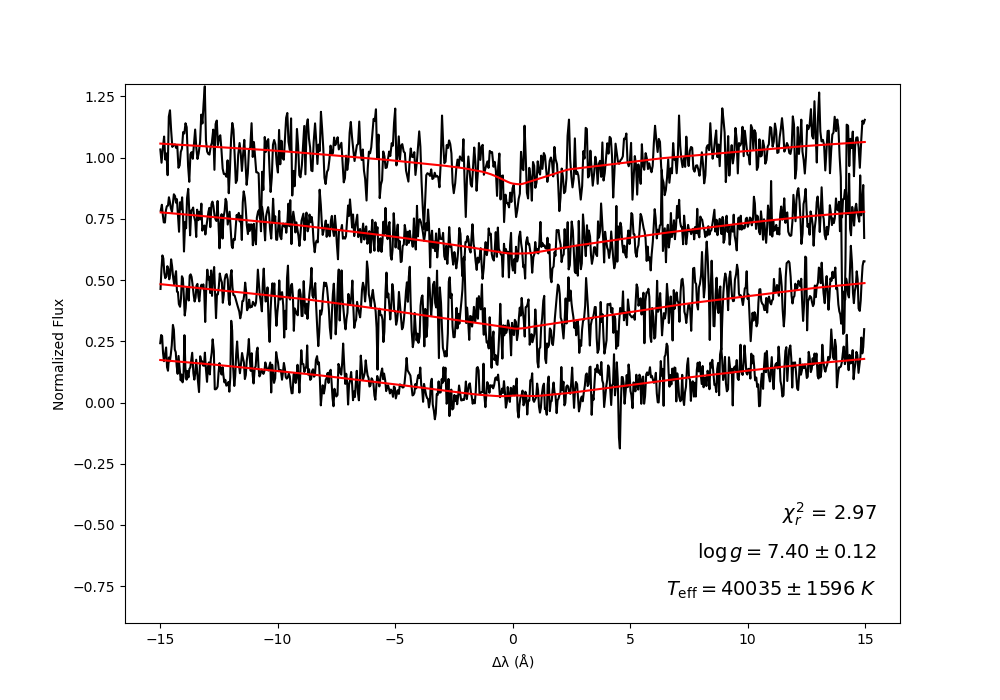 1.25
1.00
0.75
0.50
0.25
0.00
−0.25
−0.50
−0.75
Normalized Flux
χ²ᵣ = 2.97
log g = 7.40 ± 0.12
T_eff = 40035 ± 1596 K
−15 −10 −5 0 5 10 15
Δλ (Å)